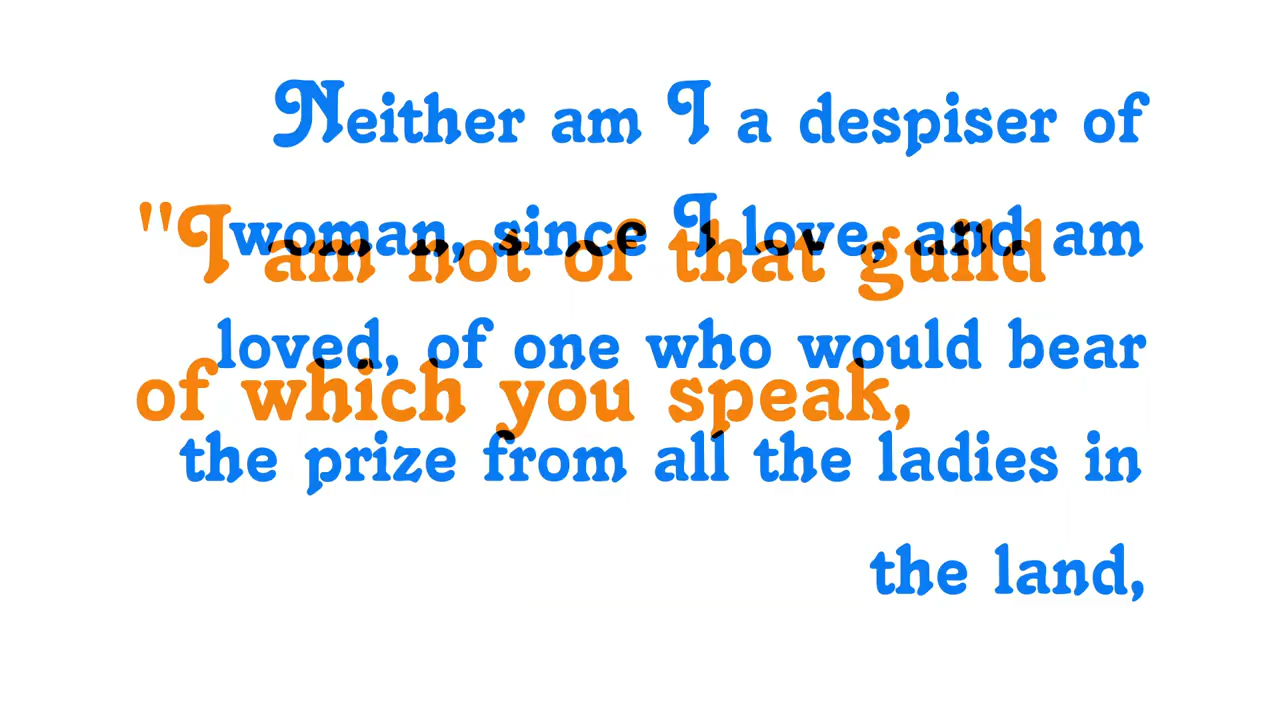 Neither am I a despiser of
woman, since I love, and am
loved, of one who would bear
the prize from all the ladies in
the land,
"I am not of that guild
of which you speak,